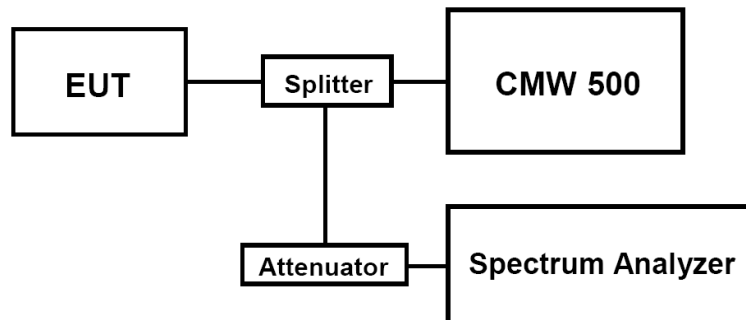 EUT
Splitter
CMW 500
Attenuator
Spectrum Analyzer